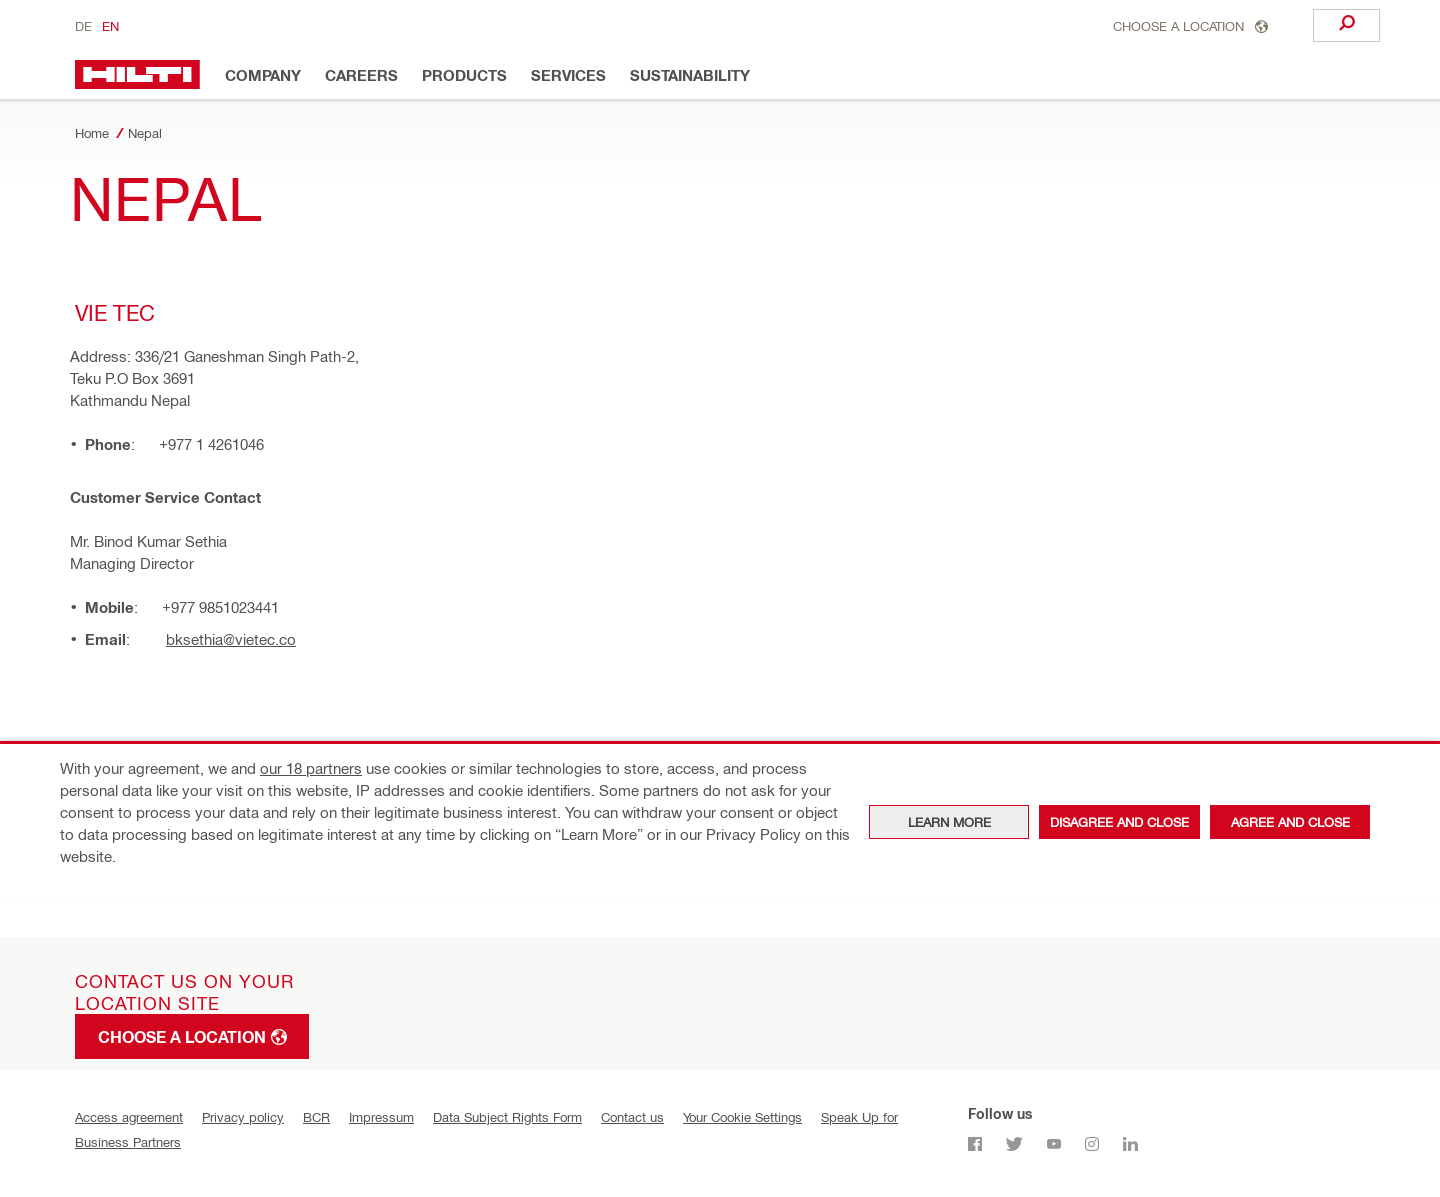 DE EN
CHOOSE A LOCATION
HILTI COMPANY CAREERS PRODUCTS SERVICES SUSTAINABILITY
Home / Nepal
NEPAL
VIE TEC
Address: 336/21 Ganeshman Singh Path-2,
Teku P.O Box 3691
Kathmandu Nepal
• Phone: +977 1 4261046
Customer Service Contact
Mr. Binod Kumar Sethia
Managing Director
• Mobile: +977 9851023441
• Email: bksethia@vietec.co
With your agreement, we and our 18 partners use cookies or similar technologies to store, access, and process
personal data like your visit on this website, IP addresses and cookie identifiers. Some partners do not ask for your
consent to process your data and rely on their legitimate business interest. You can withdraw your consent or object
to data processing based on legitimate interest at any time by clicking on “Learn More” or in our Privacy Policy on this
website.
LEARN MORE DISAGREE AND CLOSE AGREE AND CLOSE
CONTACT US ON YOUR
LOCATION SITE
CHOOSE A LOCATION
Access agreement Privacy policy BCR Impressum Data Subject Rights Form Contact us Your Cookie Settings Speak Up for
Business Partners
Follow us